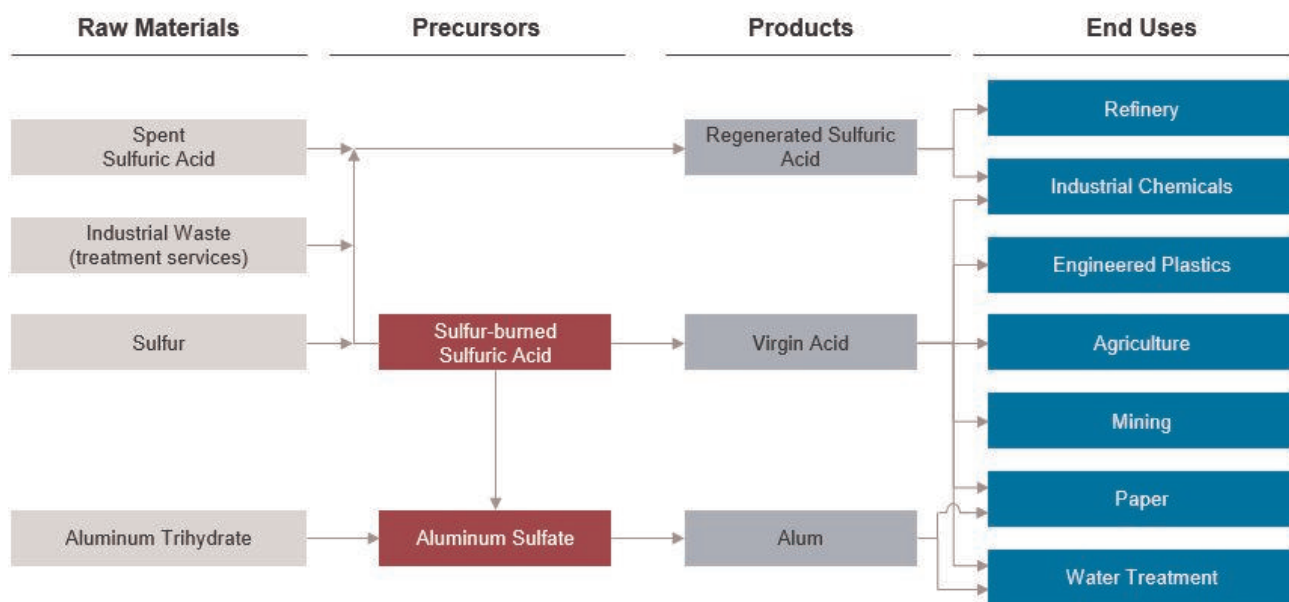 Raw Materials
Precursors
Products
End Uses
Spent
Sulfuric Acid
Regenerated Sulfuric
Acid
Refinery
Industrial Chemicals
Industrial Waste
(treatment services)
Engineered Plastics
Sulfur
Sulfur-burned
Sulfuric Acid
Virgin Acid
Agriculture
Mining
Paper
Aluminum Trihydrate
Aluminum Sulfate
Alum
Water Treatment